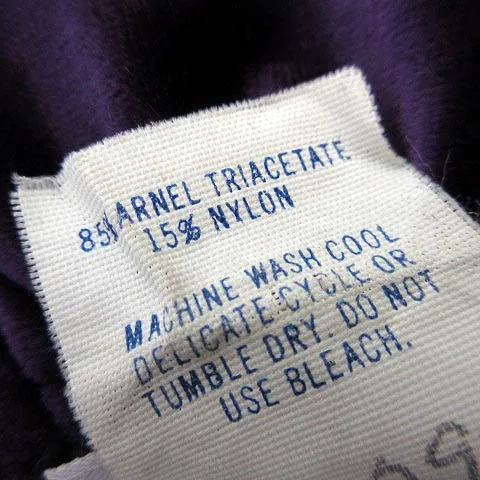 85% ARNEL TRIACETATE
15% NYLON
MACHINE WASH COOL
DELICATE CYCLE OR
TUMBLE DRY. DO NOT
USE BLEACH.